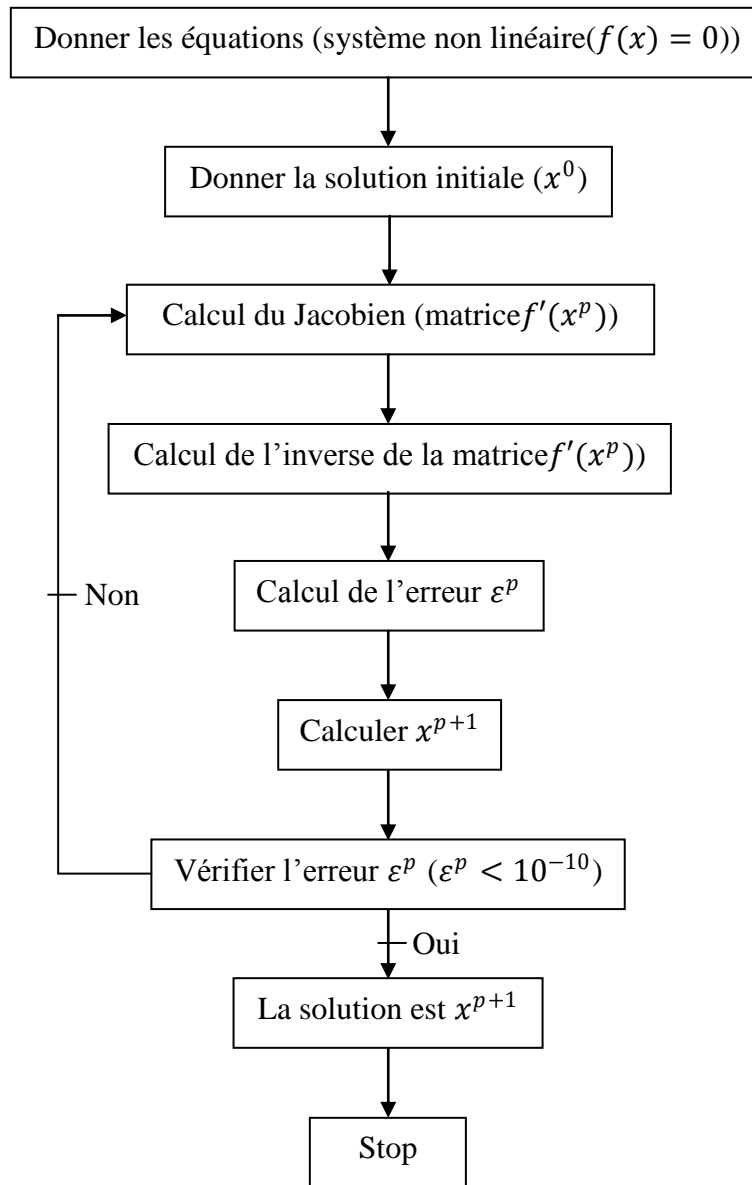 Donner les équations (système non linéaire(𝑓(𝑥) = 0))
Donner la solution initiale (𝑥⁰)
Calcul du Jacobien (matrice𝑓′(𝑥ᵖ))
Calcul de l’inverse de la matrice𝑓′(𝑥ᵖ))
Calcul de l’erreur 𝜀ᵖ
Non
Calculer 𝑥ᵖ⁺¹
Vérifier l’erreur 𝜀ᵖ (𝜀ᵖ < 10⁻¹⁰)
Oui
La solution est 𝑥ᵖ⁺¹
Stop